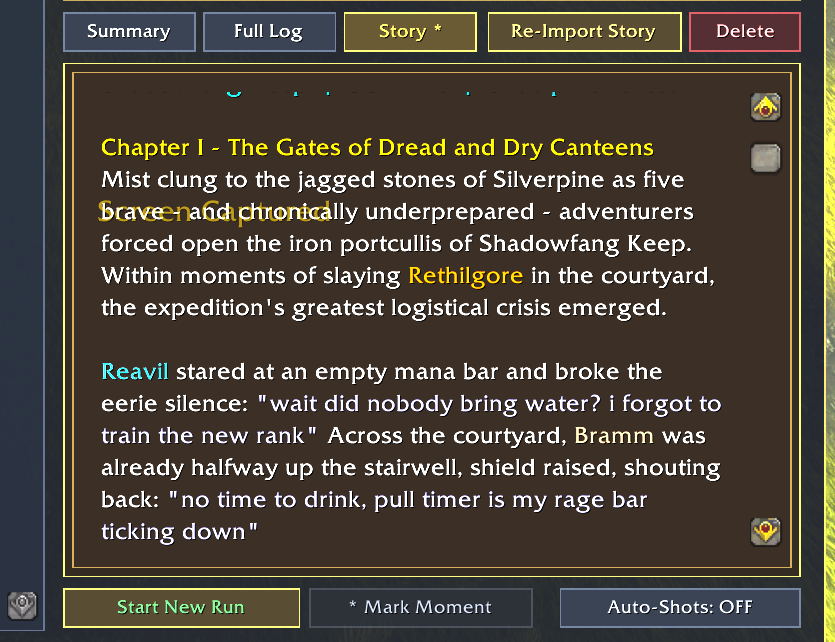 Summary
Full Log
Story *
Re-Import Story
Delete
Chapter I - The Gates of Dread and Dry Canteens
Mist clung to the jagged stones of Silverpine as five
brave - and chronically underprepared - adventurers
Screen Captured
forced open the iron portcullis of Shadowfang Keep.
Within moments of slaying Rethilgore in the courtyard,
the expedition's greatest logistical crisis emerged.
Reavil stared at an empty mana bar and broke the
eerie silence: "wait did nobody bring water? i forgot to
train the new rank" Across the courtyard, Bramm was
already halfway up the stairwell, shield raised, shouting
back: "no time to drink, pull timer is my rage bar
ticking down"
Start New Run
* Mark Moment
Auto-Shots: OFF